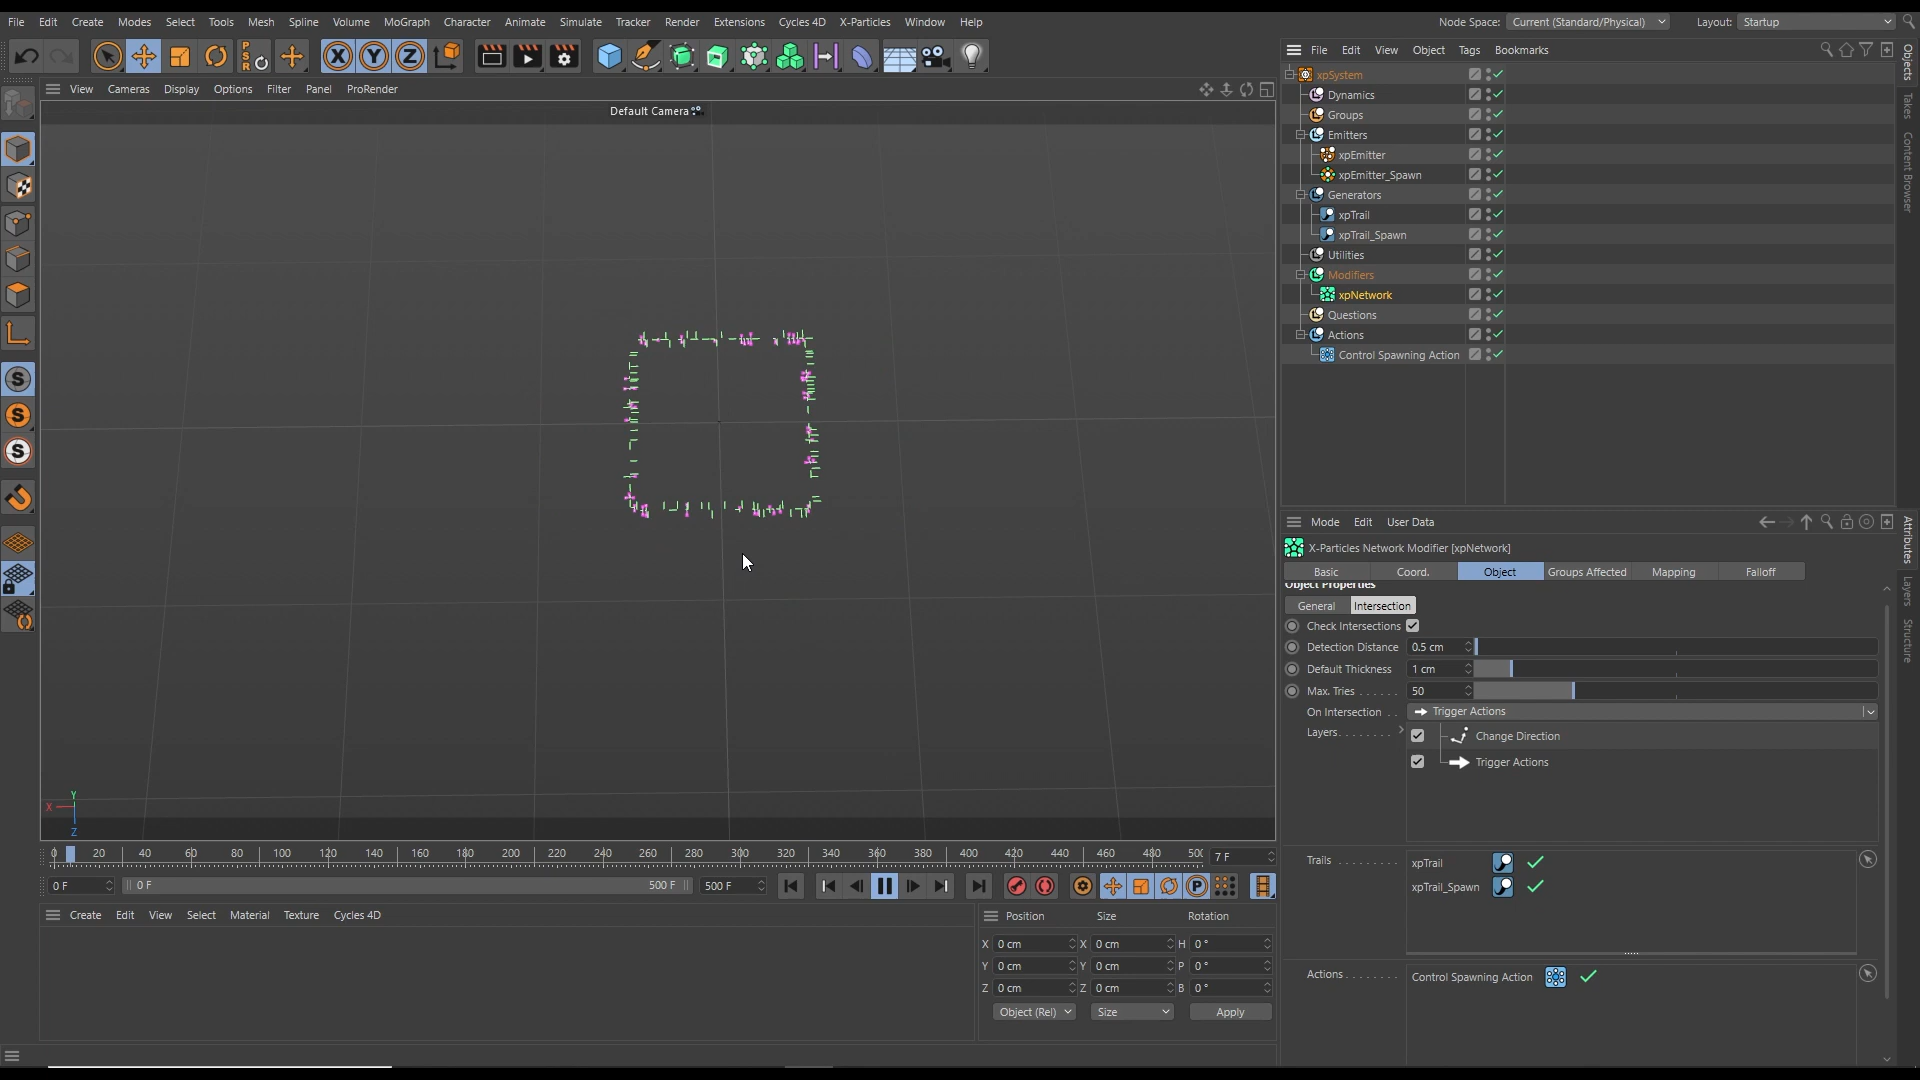 File Edit Create Modes Select Tools Mesh Spline Volume MoGraph Character Animate Simulate Tracker Render Extensions Cycles 4D X-Particles Window Help
Node Space: Current (Standard/Physical) Layout: Startup
PSR X Y Z
File Edit View Object Tags Bookmarks
View Cameras Display Options Filter Panel ProRender
Default Camera
xpSystem
Dynamics
Groups
Emitters
xpEmitter
xpEmitter_Spawn
Generators
xpTrail
xpTrail_Spawn
Utilities
Modifiers
xpNetwork
Questions
Actions
Control Spawning Action
Objects
Takes
Content Browser
Mode Edit User Data
X-Particles Network Modifier [xpNetwork]
Basic Coord. Object Groups Affected Mapping Falloff
Object Properties
General Intersection
Check Intersections
Detection Distance 0.5 cm
Default Thickness 1 cm
Max. Tries . . . . . . 50
On Intersection . . Trigger Actions
Layers. . . . . . . . Change Direction
Trigger Actions
Trails . . . . . . . . . xpTrail
xpTrail_Spawn
Actions. . . . . . . . Control Spawning Action
Attributes
Layers
Structure
Y
X
Z
0 20 40 60 80 100 120 140 160 180 200 220 240 260 280 300 320 340 360 380 400 420 440 460 480 500 7 F
0 F 0 F 500 F 500 F
Create Edit View Select Material Texture Cycles 4D
Position Size Rotation
X 0 cm X 0 cm H 0 °
Y 0 cm Y 0 cm P 0 °
Z 0 cm Z 0 cm B 0 °
Object (Rel) Size Apply